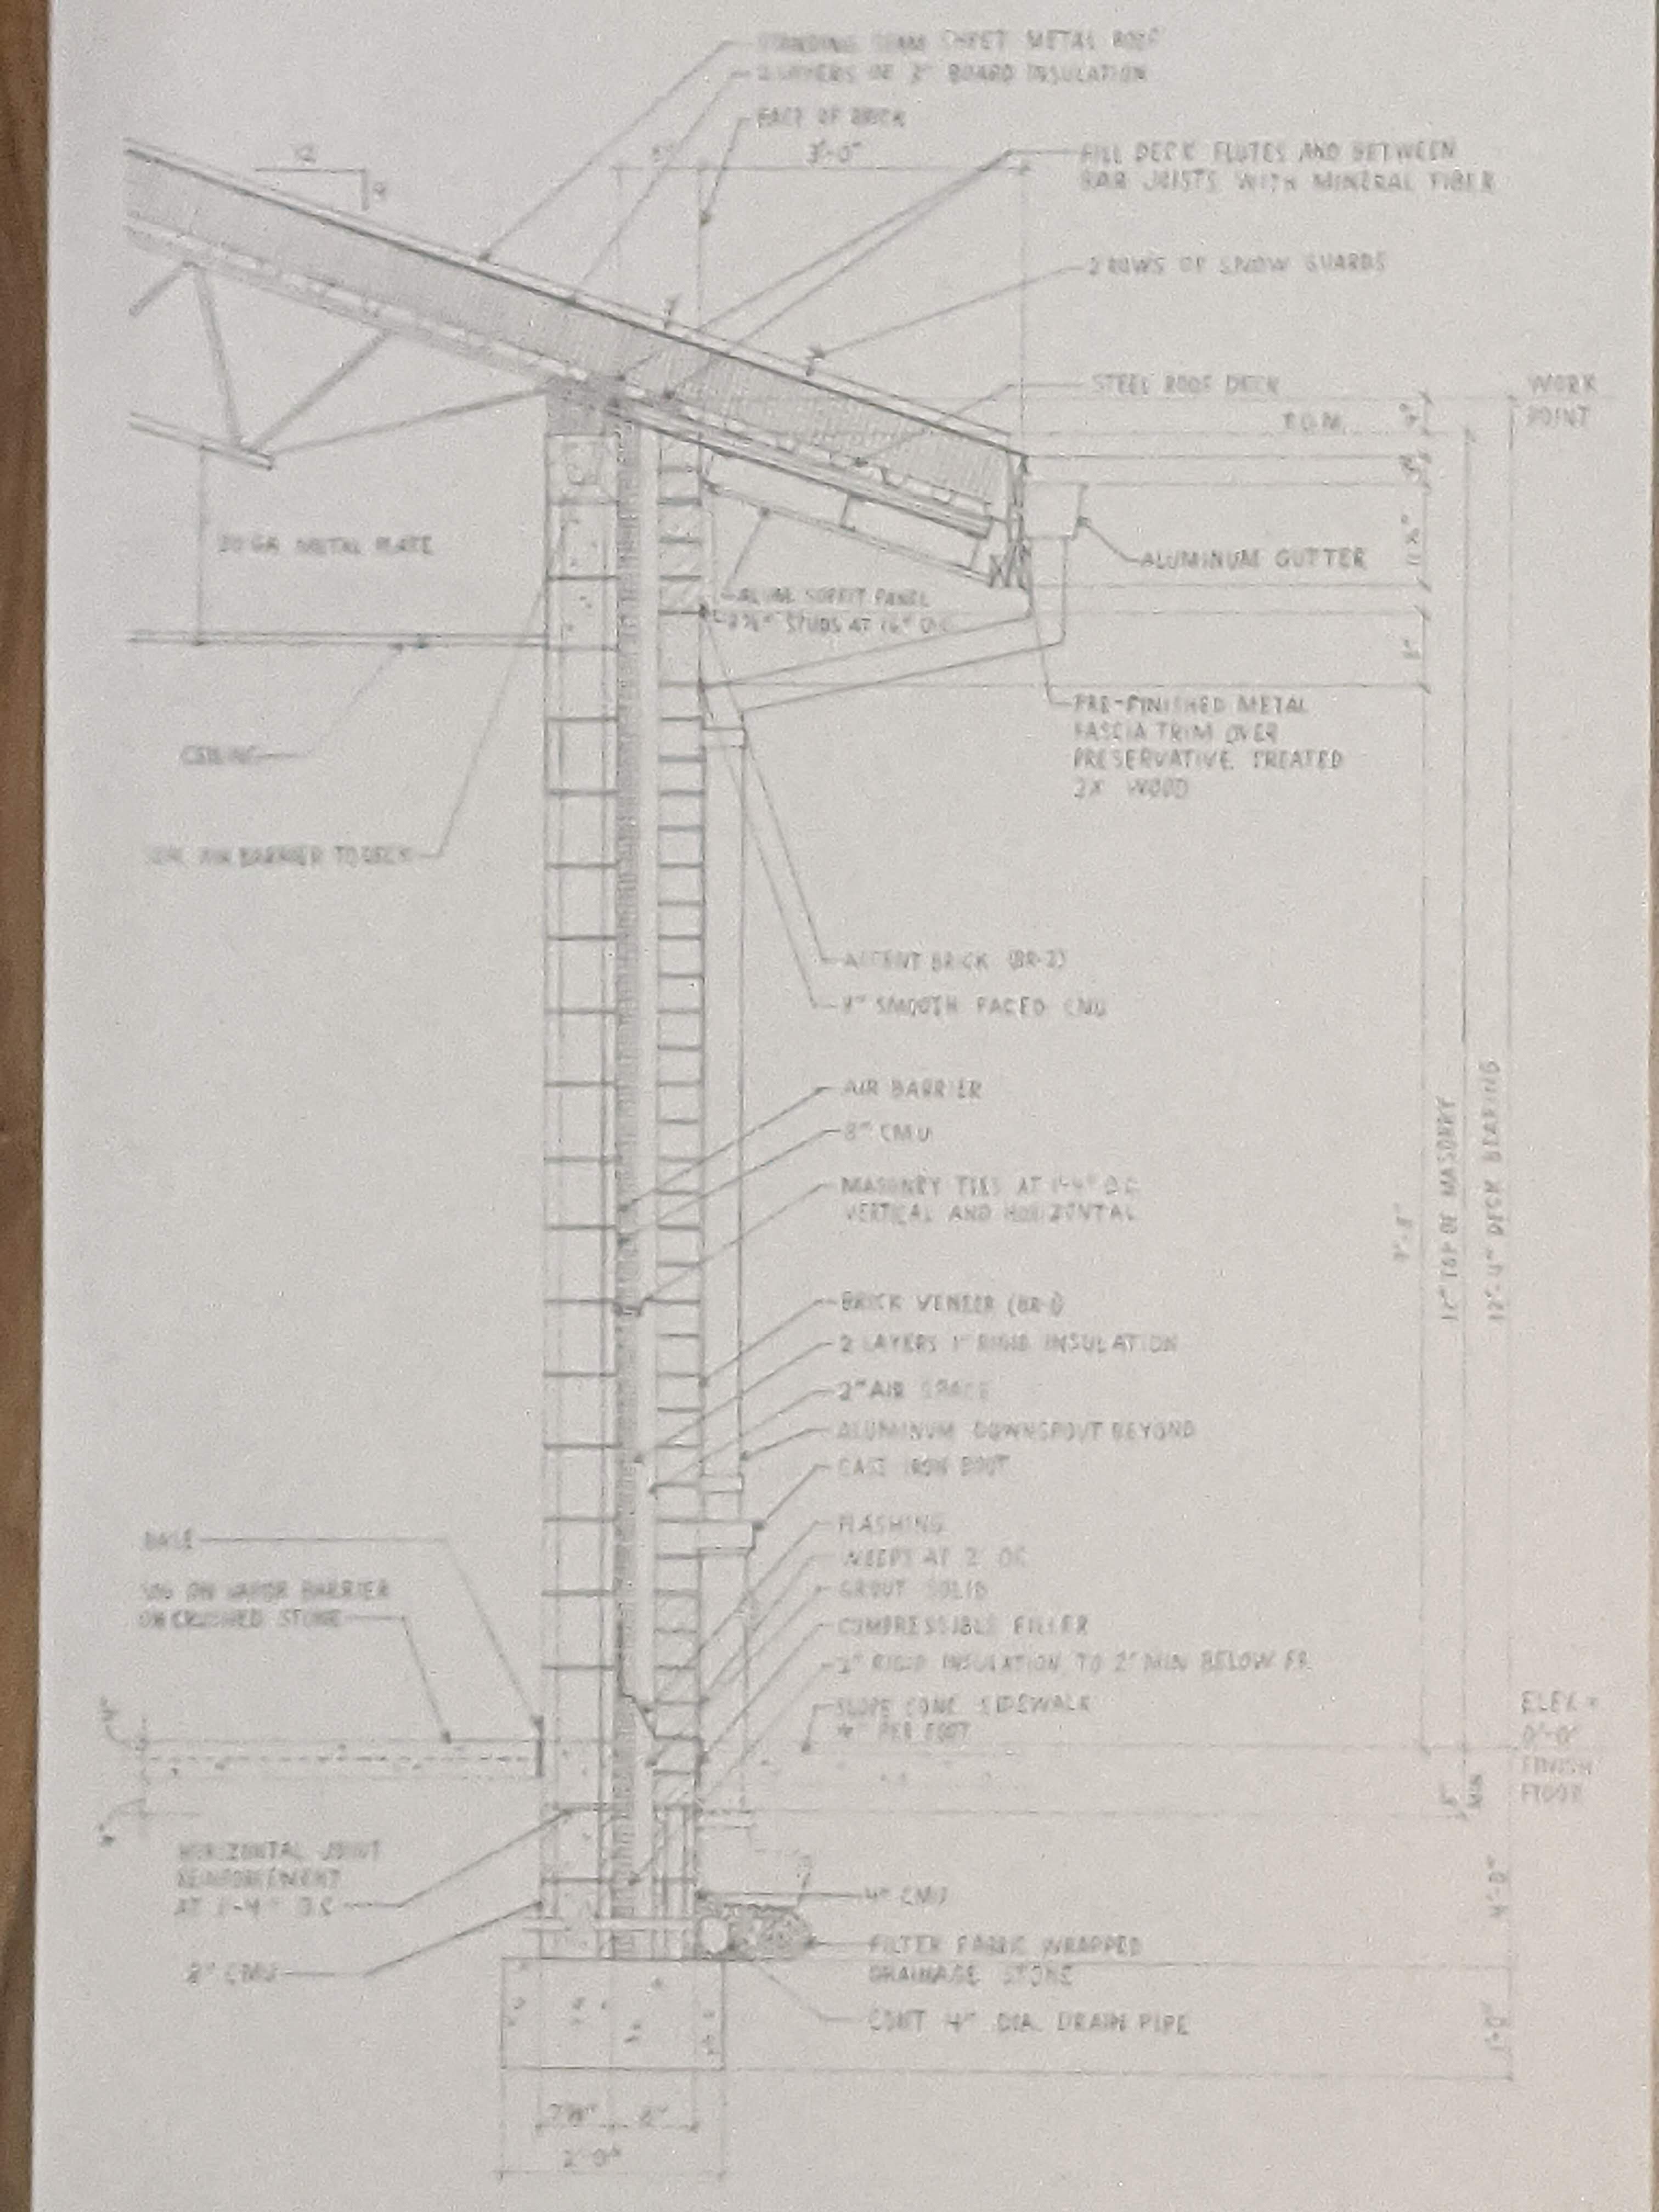 STANDING SEAM SHEET METAL ROOF
2 LAYERS OF 3" BOARD INSULATION
FACE OF BRICK
12
3'-0"
FILL DECK FLUTES AND BETWEEN
BAR JOISTS WITH MINERAL FIBER
2 ROWS OF SNOW GUARDS
STEEL ROOF DECK
WORK
POINT
T.O.M.
20 GA METAL PLATE
ALUMINUM GUTTER
SOFFIT PANEL
STUDS AT 16" O.C.
PRE-FINISHED METAL
FASCIA TRIM OVER
PRESERVATIVE TREATED
2X WOOD
CEILING
AIR BARRIER TO DECK
ACCENT BRICK (BR-2)
SMOOTH FACED CMU
AIR BARRIER
8" CMU
MASONRY TIES AT 1'-4" O.C.
VERTICAL AND HORIZONTAL
12' TOP OF MASONRY
12'-4" DECK BEARING
BRICK VENEER (BR-1)
2 LAYERS 1" RIGID INSULATION
2" AIR SPACE
ALUMINUM DOWNSPOUT BEYOND
CAST IRON BOOT
FLASHING
WEEPS AT 2' OC
GROUT SOLID
COMPRESSIBLE FILLER
2" RIGID INSULATION TO 2' MIN BELOW FR
SLOPE CONC SIDEWALK
PER FOOT
BASE
SOG ON VAPOR BARRIER
ON CRUSHED STONE
4"
ELEV =
0'-0"
FINISH
FLOOR
MIN
HORIZONTAL JOINT
REINFORCEMENT
AT 1'-4" O.C
4'-0"
4" CMU
8" CMU
FILTER FABRIC WRAPPED
DRAINAGE STONE
CONT 4" DIA. DRAIN PIPE
1'-0"
2'-0"